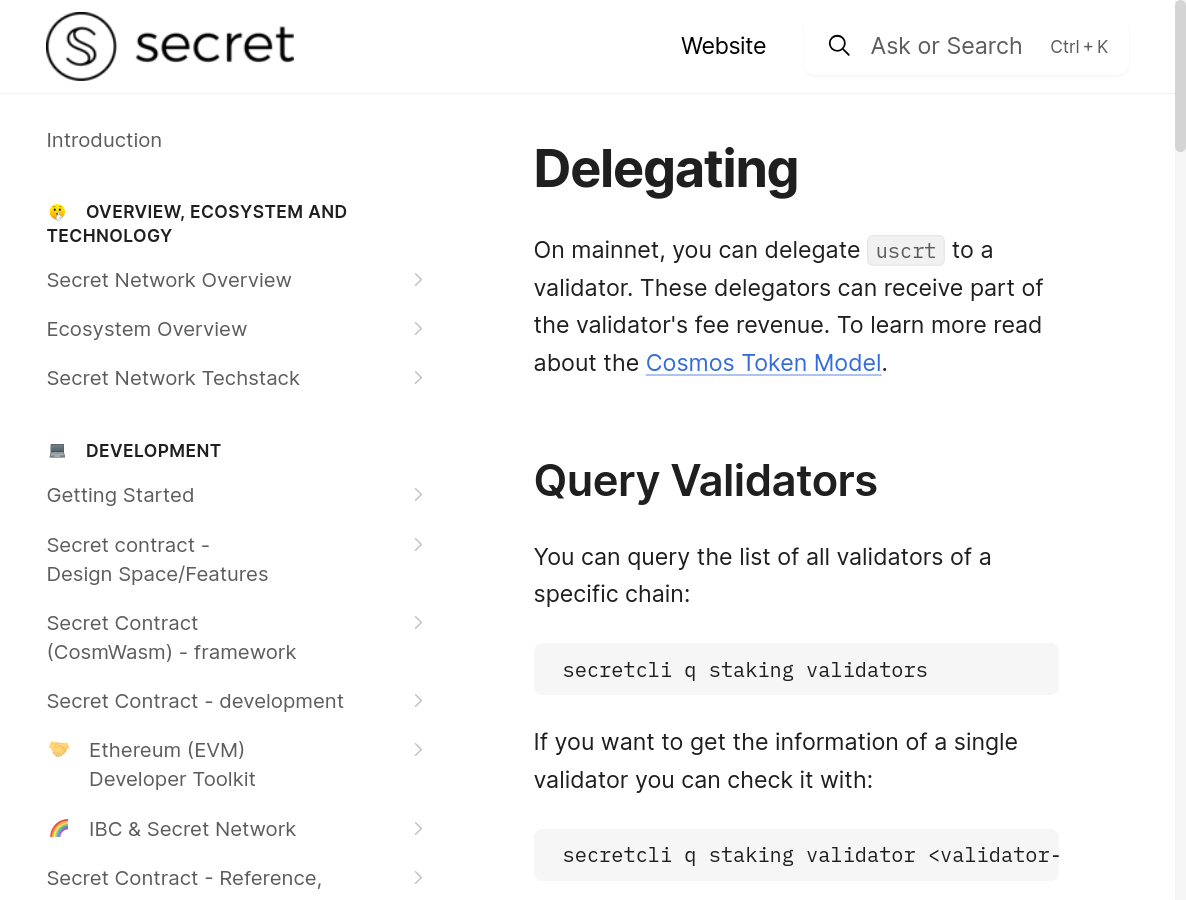 secret
Website
Ask or Search
Ctrl + K
Introduction
OVERVIEW, ECOSYSTEM AND
TECHNOLOGY
Secret Network Overview
Ecosystem Overview
Secret Network Techstack
DEVELOPMENT
Getting Started
Secret contract -
Design Space/Features
Secret Contract
(CosmWasm) - framework
Secret Contract - development
Ethereum (EVM)
Developer Toolkit
IBC & Secret Network
Secret Contract - Reference,
Delegating
On mainnet, you can delegate uscrt to a
validator. These delegators can receive part of
the validator's fee revenue. To learn more read
about the Cosmos Token Model.
Query Validators
You can query the list of all validators of a
specific chain:
secretcli q staking validators
If you want to get the information of a single
validator you can check it with:
secretcli q staking validator <validator-